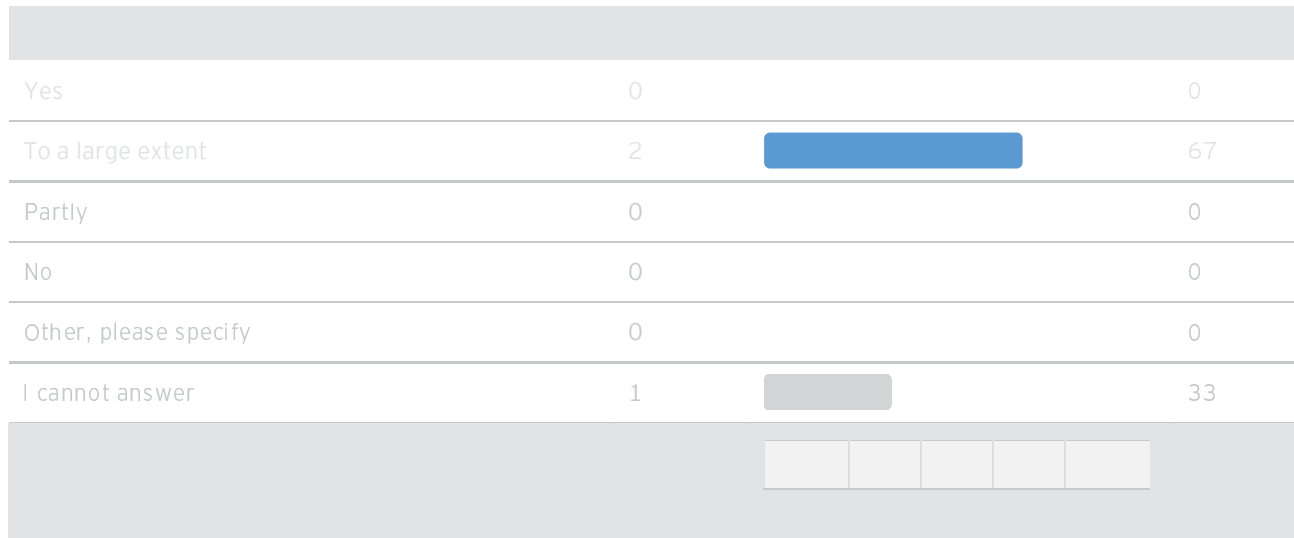 Yes 0 0
To a large extent 2 67
Partly 0 0
No 0 0
Other, please specify 0 0
I cannot answer 1 33